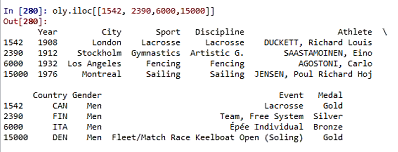 In [280]: oly.iloc[[1542, 2390,6000,15000]]
Out[280]:
Year City Sport Discipline Athlete \
1542 1908 London Lacrosse Lacrosse DUCKETT, Richard Louis
2390 1912 Stockholm Gymnastics Artistic G. SAASTAMOINEN, Eino
6000 1932 Los Angeles Fencing Fencing AGOSTONI, Carlo
15000 1976 Montreal Sailing Sailing JENSEN, Poul Richard Hoj
Country Gender Event Medal
1542 CAN Men Lacrosse Gold
2390 FIN Men Team, Free System Silver
6000 ITA Men Épée Individual Bronze
15000 DEN Men Fleet/Match Race Keelboat Open (Soling) Gold